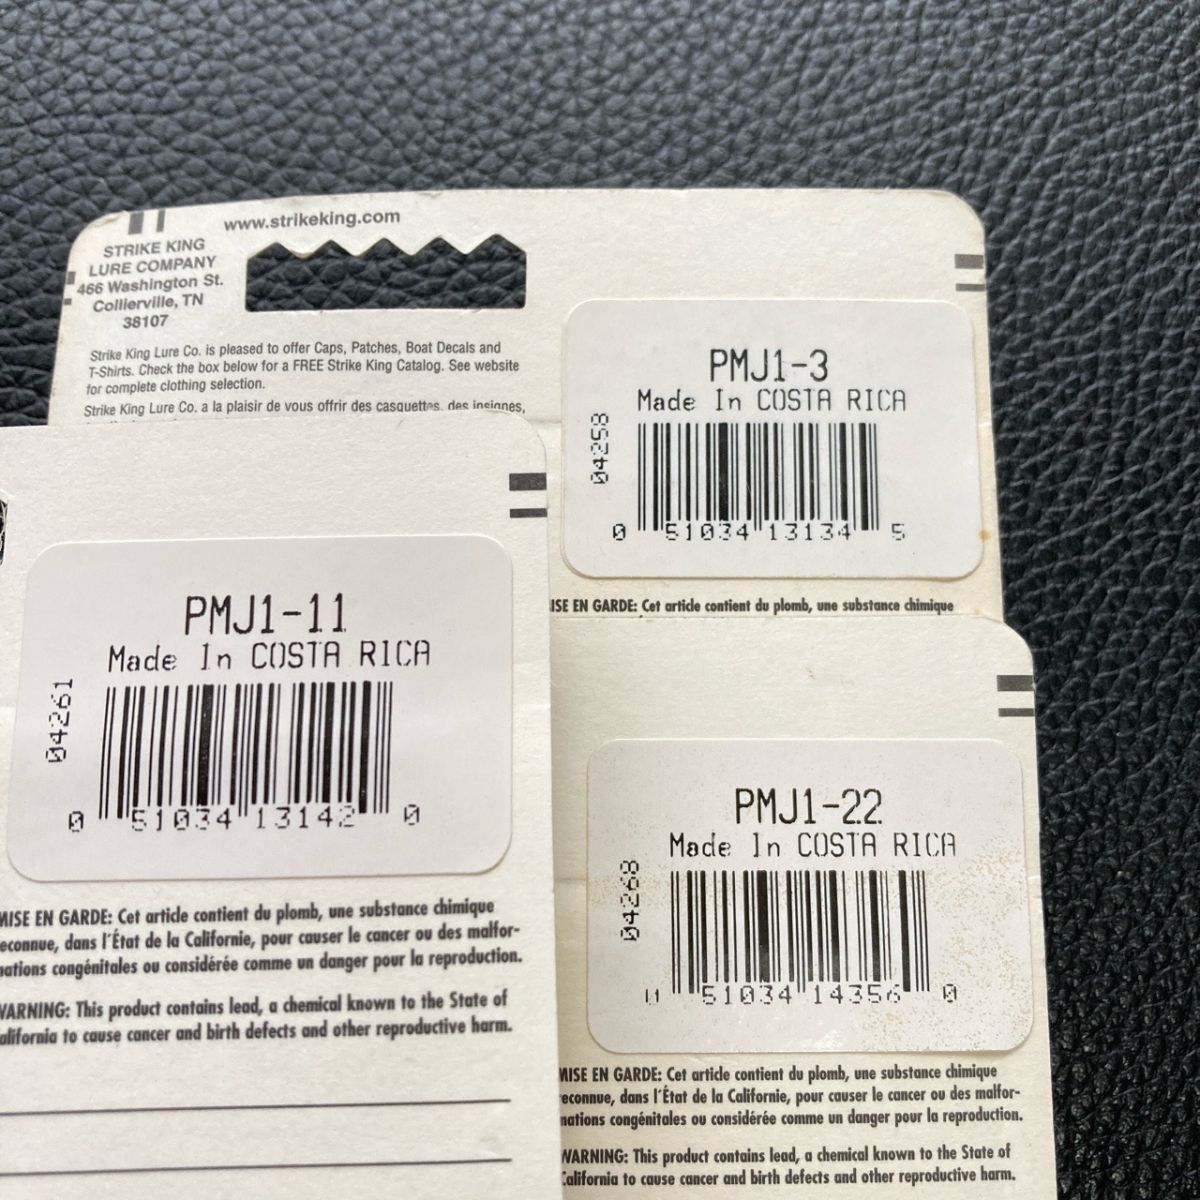 www.strikeking.com
STRIKE KING
LURE COMPANY
466 Washington St.
Collierville, TN
38107
Strike King Lure Co. is pleased to offer Caps, Patches, Boat Decals and
T-Shirts. Check the box below for a FREE Strike King Catalog. See website
for complete clothing selection.
Strike King Lure Co. a la plaisir de vous offrir des casquettes, des insignes,
PMJ1-3
Made In COSTA RICA
04258
0 51034 13134 5
MISE EN GARDE: Cet article contient du plomb, une substance chimique
PMJ1-11
Made In COSTA RICA
04261
0 51034 13142 0
MISE EN GARDE: Cet article contient du plomb, une substance chimique
econnue, dans l'État de la Californie, pour causer le cancer ou des malfor-
nations congénitales ou considérée comme un danger pour la reproduction.
WARNING: This product contains lead, a chemical known to the State of
alifornia to cause cancer and birth defects and other reproductive harm.
PMJ1-22
Made In COSTA RICA
04268
51034 14356 0
MISE EN GARDE: Cet article contient du plomb, une substance chimique
econnue, dans l'État de la Californie, pour causer le cancer ou des malfor-
nations congénitales ou considérée comme un danger pour la reproduction.
WARNING: This product contains lead, a chemical known to the State of
California to cause cancer and birth defects and other reproductive harm.